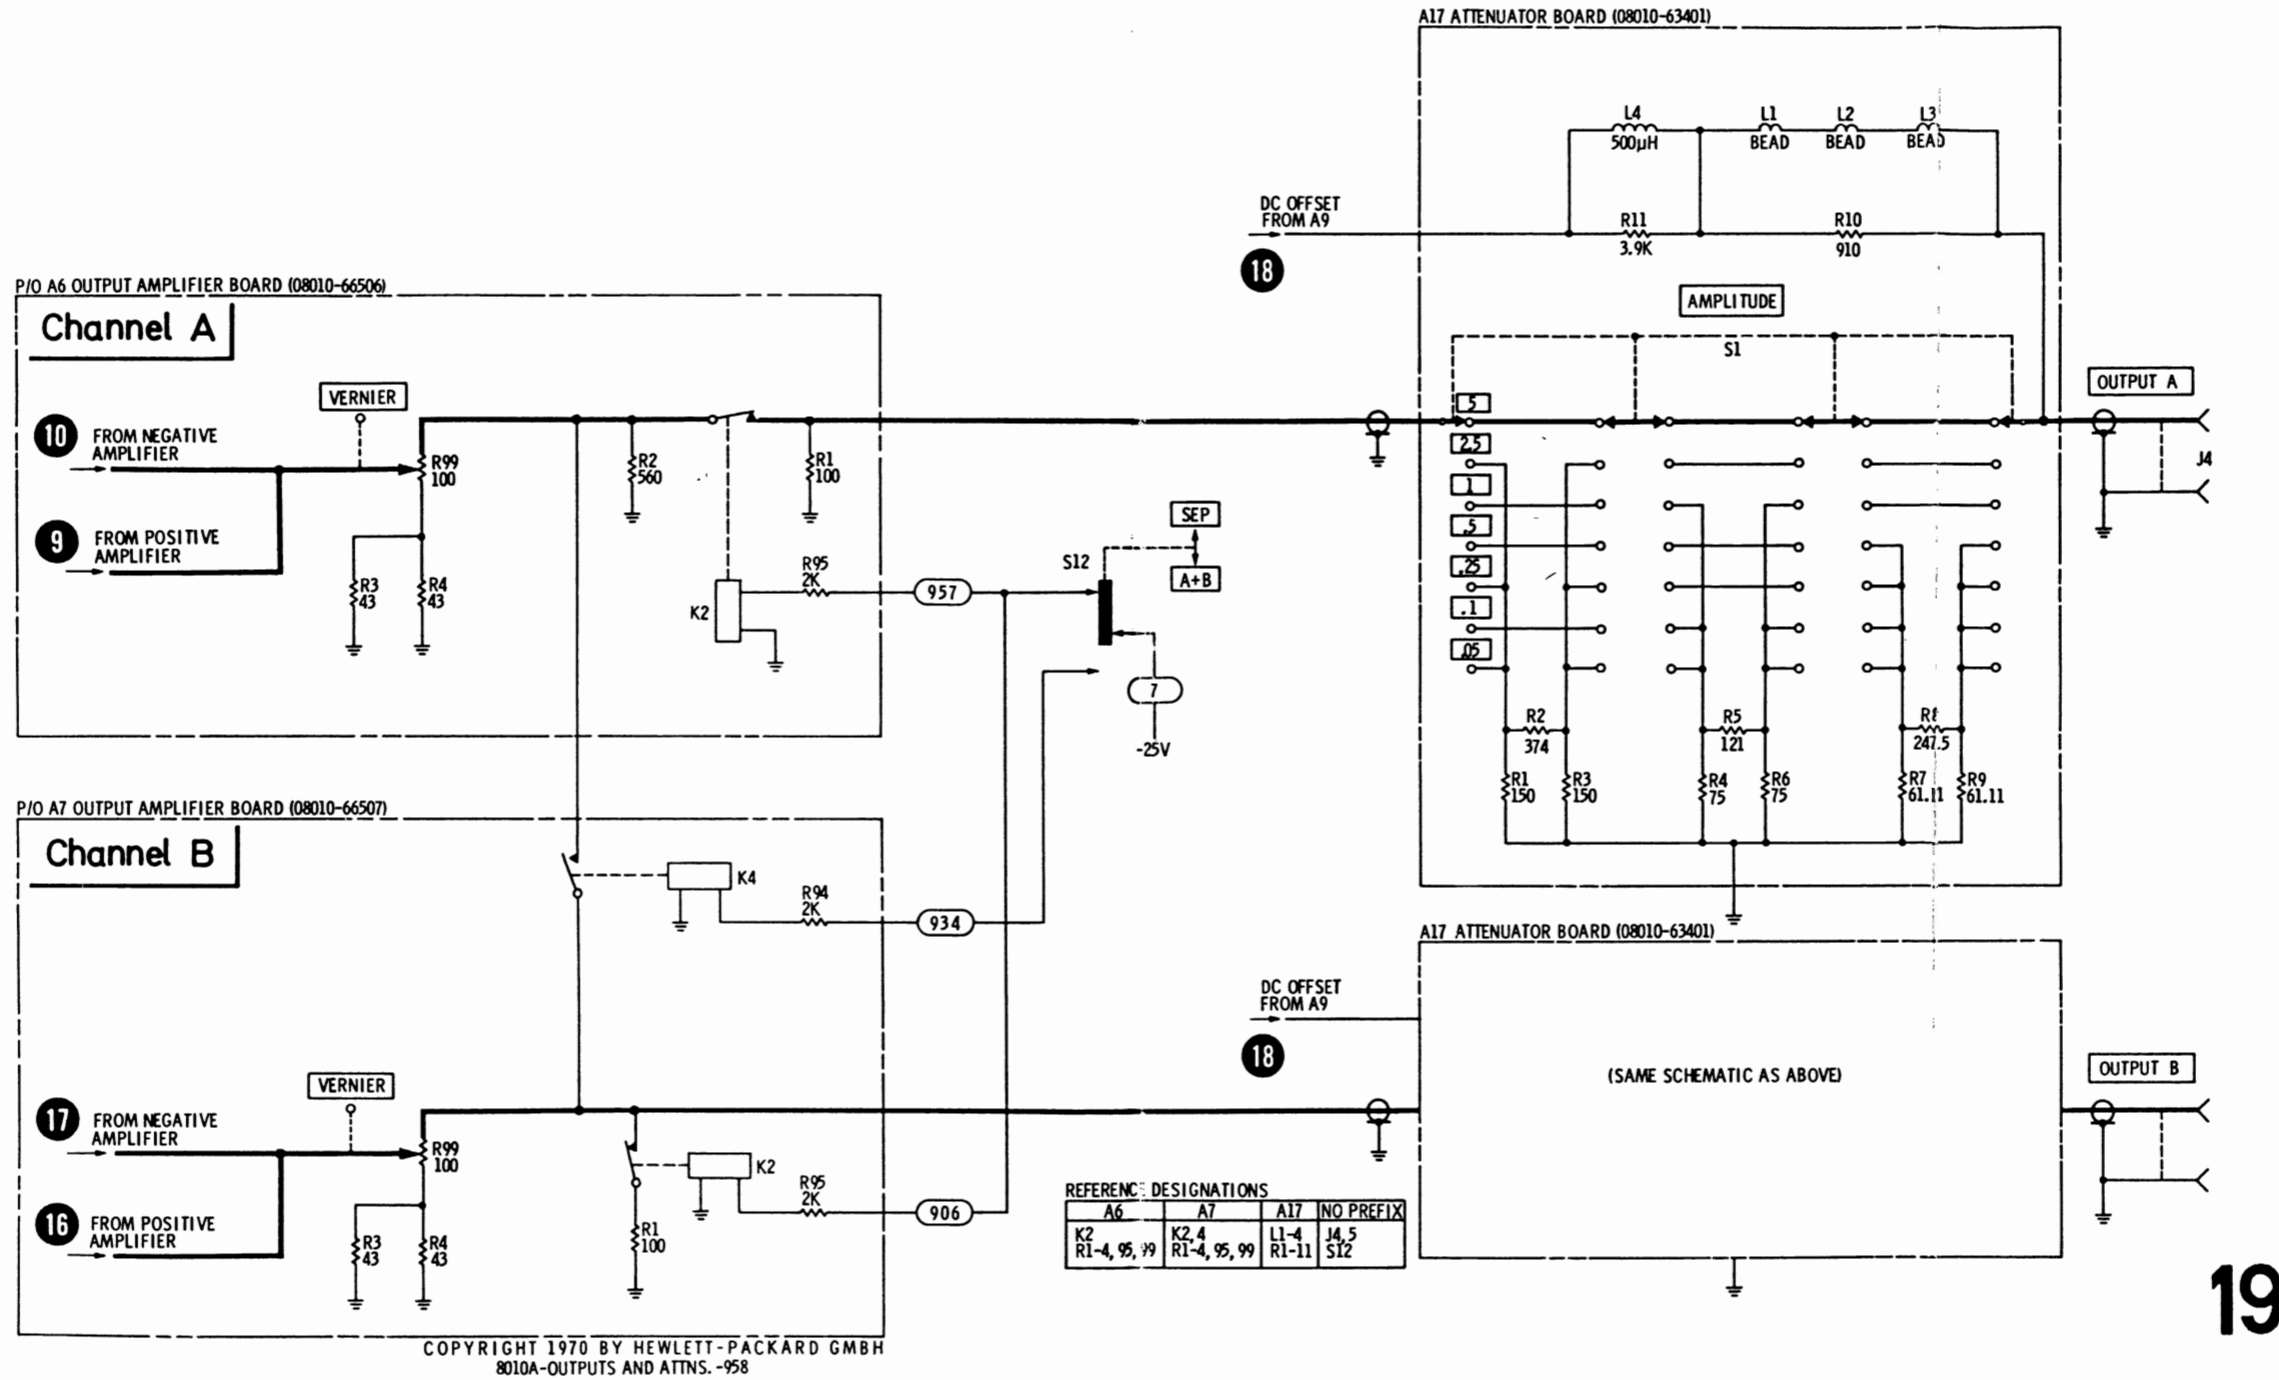 A17 ATTENUATOR BOARD (08010-63401)
L4
500µH
L1
BEAD
L2
BEAD
L3
BEAD
DC OFFSET
FROM A9
18
R11
3.9K
R10
910
AMPLITUDE
S1
P/O A6 OUTPUT AMPLIFIER BOARD (08010-66506)
Channel A
VERNIER
10
FROM NEGATIVE
AMPLIFIER
R99
100
9
FROM POSITIVE
AMPLIFIER
R3
43
R4
43
R2
560
R1
100
R95
2K
K2
957
S12
SEP
A+B
7
-25V
5
2.5
1
.5
.25
.1
.05
R2
374
R1
150
R3
150
R5
121
R4
75
R6
75
R8
247.5
R7
61.11
R9
61.11
OUTPUT A
J4
P/O A7 OUTPUT AMPLIFIER BOARD (08010-66507)
Channel B
K4
R94
2K
934
VERNIER
17
FROM NEGATIVE
AMPLIFIER
R99
100
16
FROM POSITIVE
AMPLIFIER
R3
43
R4
43
K2
R95
2K
R1
100
906
A17 ATTENUATOR BOARD (08010-63401)
DC OFFSET
FROM A9
18
(SAME SCHEMATIC AS ABOVE)
OUTPUT B
REFERENCE DESIGNATIONS
A6 A7 A17 NO PREFIX
K2 K2,4 L1-4 J4,5
R1-4, 95, 99 R1-4, 95, 99 R1-11 S12
COPYRIGHT 1970 BY HEWLETT-PACKARD GMBH
8010A-OUTPUTS AND ATTNS. -958
19